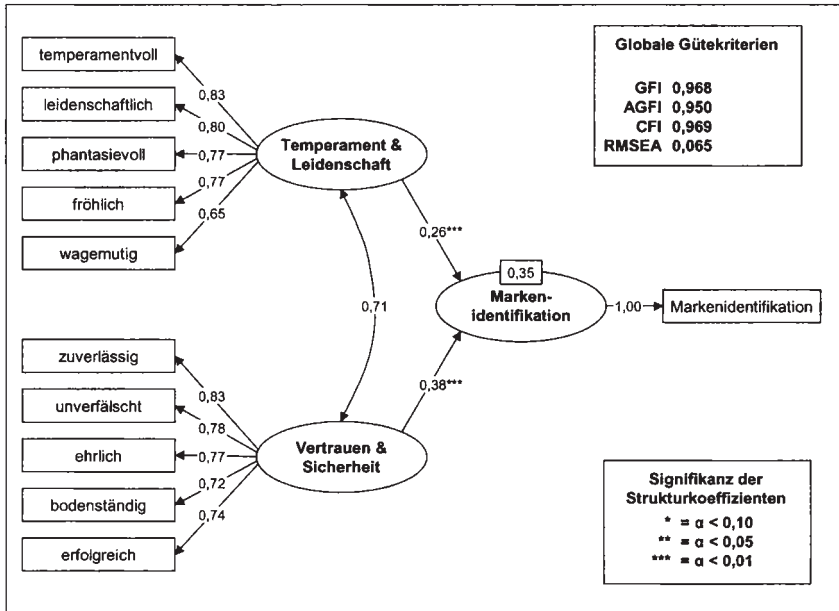 temperamentvoll
leidenschaftlich
phantasievoll
fröhlich
wagemutig
0,83
0,80
0,77
0,77
0,65
Temperament &
Leidenschaft
Globale Gütekriterien
GFI 0,968
AGFI 0,950
CFI 0,969
RMSEA 0,065
0,26***
0,71
0,35
Marken-
identifikation
1,00
Markenidentifikation
0,38***
zuverlässig
unverfälscht
ehrlich
bodenständig
erfolgreich
0,83
0,78
0,77
0,72
0,74
Vertrauen &
Sicherheit
Signifikanz der
Strukturkoeffizienten
* = α < 0,10
** = α < 0,05
*** = α < 0,01